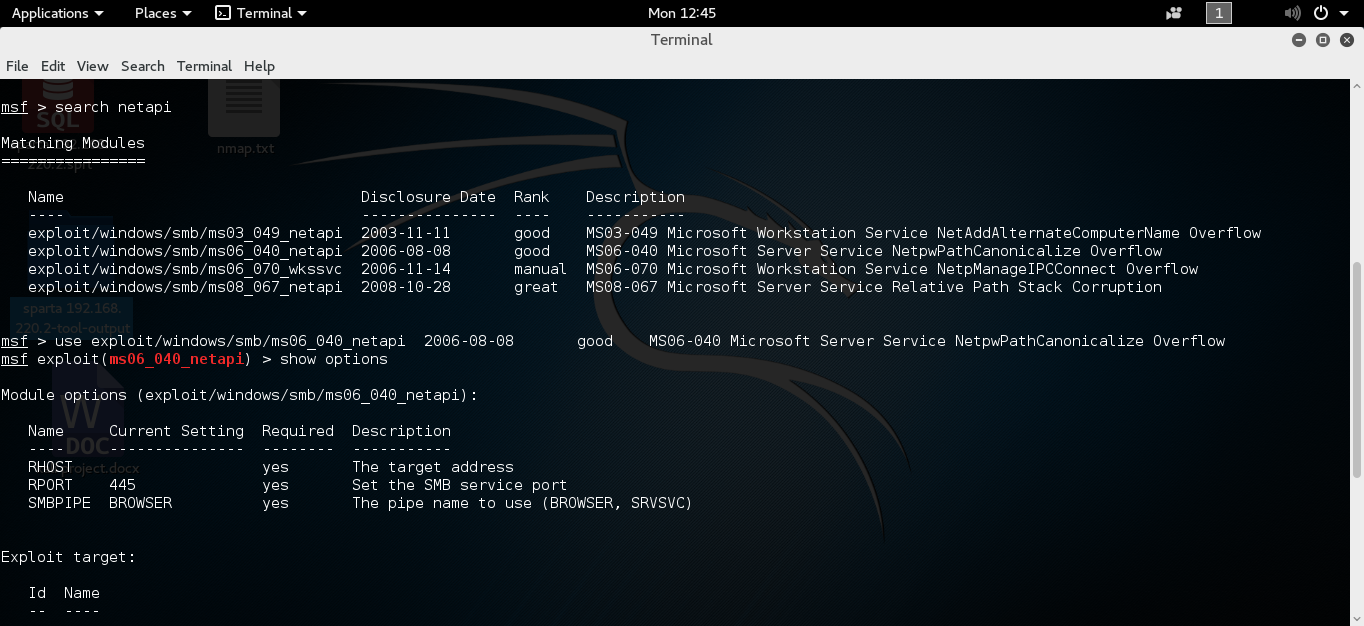 Applications Places Terminal Mon 12:45 1
Terminal
File Edit View Search Terminal Help
msf > search netapi
SQL
nmap.txt
Matching Modules
================
220.2.sprt
Name Disclosure Date Rank Description
---- --------------- ---- -----------
exploit/windows/smb/ms03_049_netapi 2003-11-11 good MS03-049 Microsoft Workstation Service NetAddAlternateComputerName Overflow
exploit/windows/smb/ms06_040_netapi 2006-08-08 good MS06-040 Microsoft Server Service NetpwPathCanonicalize Overflow
exploit/windows/smb/ms06_070_wkssvc 2006-11-14 manual MS06-070 Microsoft Workstation Service NetpManageIPCConnect Overflow
exploit/windows/smb/ms08_067_netapi 2008-10-28 great MS08-067 Microsoft Server Service Relative Path Stack Corruption
sparta 192.168.
220.2-tool-output
msf > use exploit/windows/smb/ms06_040_netapi 2006-08-08 good MS06-040 Microsoft Server Service NetpwPathCanonicalize Overflow
msf exploit(ms06_040_netapi) > show options
Module options (exploit/windows/smb/ms06_040_netapi):
W
DOC
Name Current Setting Required Description
---- --------------- -------- -----------
RHOST yes The target address
project.docx
RPORT 445 yes Set the SMB service port
SMBPIPE BROWSER yes The pipe name to use (BROWSER, SRVSVC)
Exploit target:
Id Name
-- ----